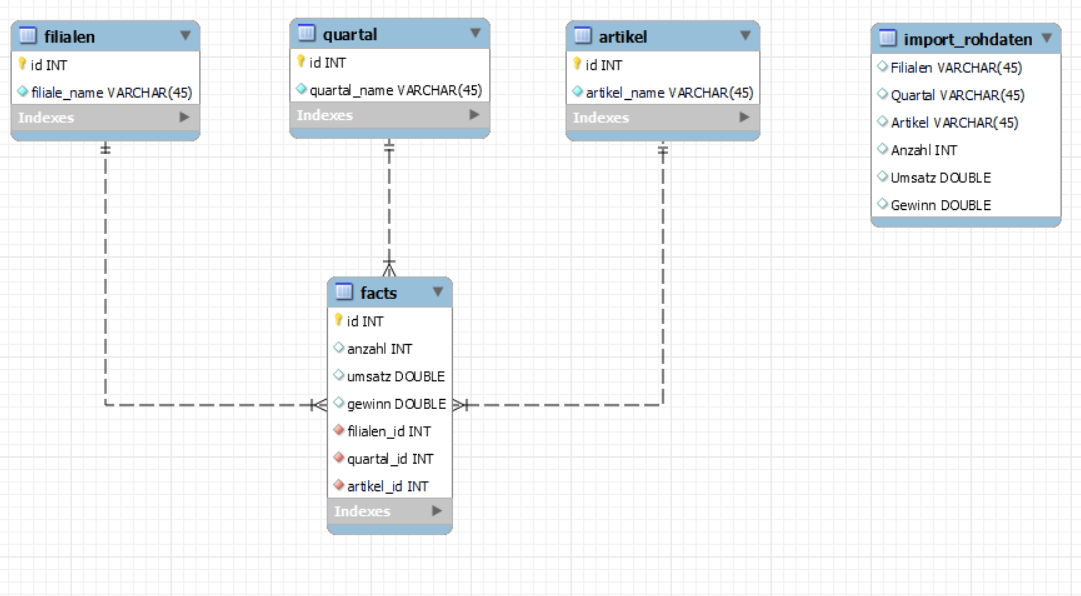 filialen
id INT
filiale_name VARCHAR(45)
Indexes
quartal
id INT
quartal_name VARCHAR(45)
Indexes
artikel
id INT
artikel_name VARCHAR(45)
Indexes
import_rohdaten
Filialen VARCHAR(45)
Quartal VARCHAR(45)
Artikel VARCHAR(45)
Anzahl INT
Umsatz DOUBLE
Gewinn DOUBLE
facts
id INT
anzahl INT
umsatz DOUBLE
gewinn DOUBLE
filialen_id INT
quartal_id INT
artikel_id INT
Indexes